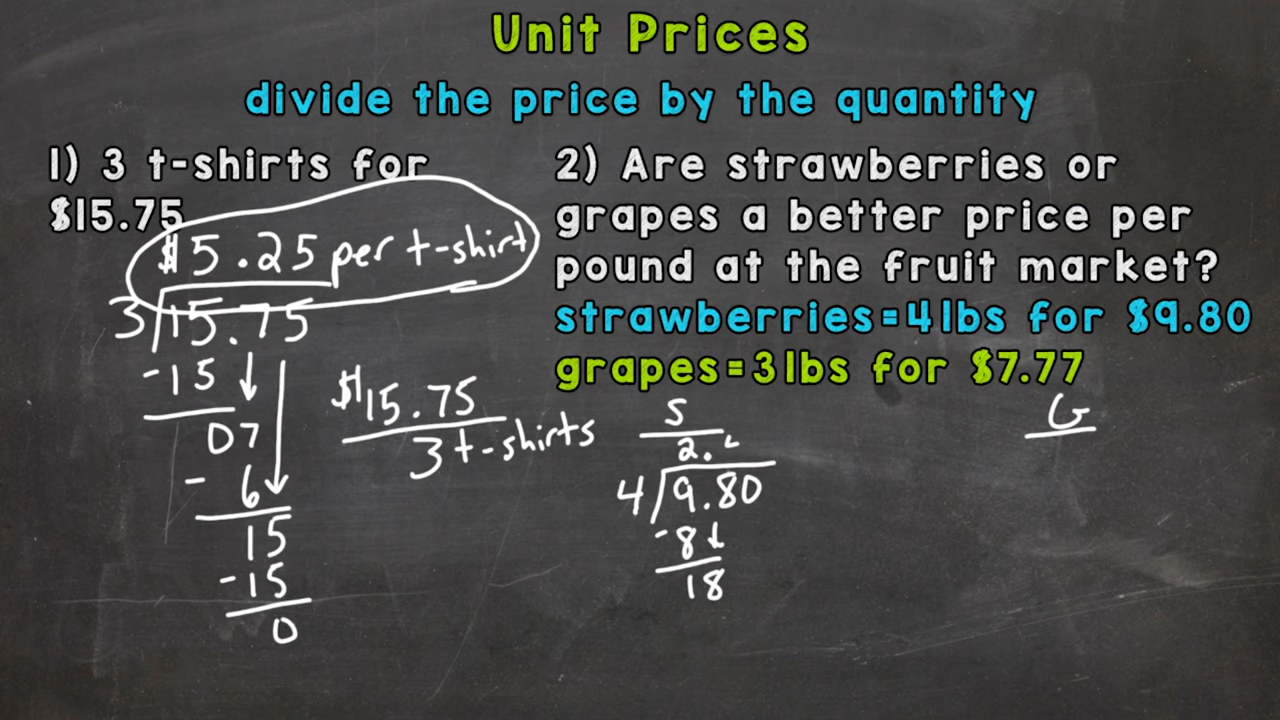 Unit Prices
divide the price by the quantity
1) 3 t-shirts for
$15.75
$5.25 per t-shirt
3 15.75
-15
07
- 6
15
-15
0
$15.75
3 t-shirts
2) Are strawberries or
grapes a better price per
pound at the fruit market?
strawberries=4lbs for $9.80
grapes=3lbs for $7.77
S
2.
4 9.80
-8
18
G